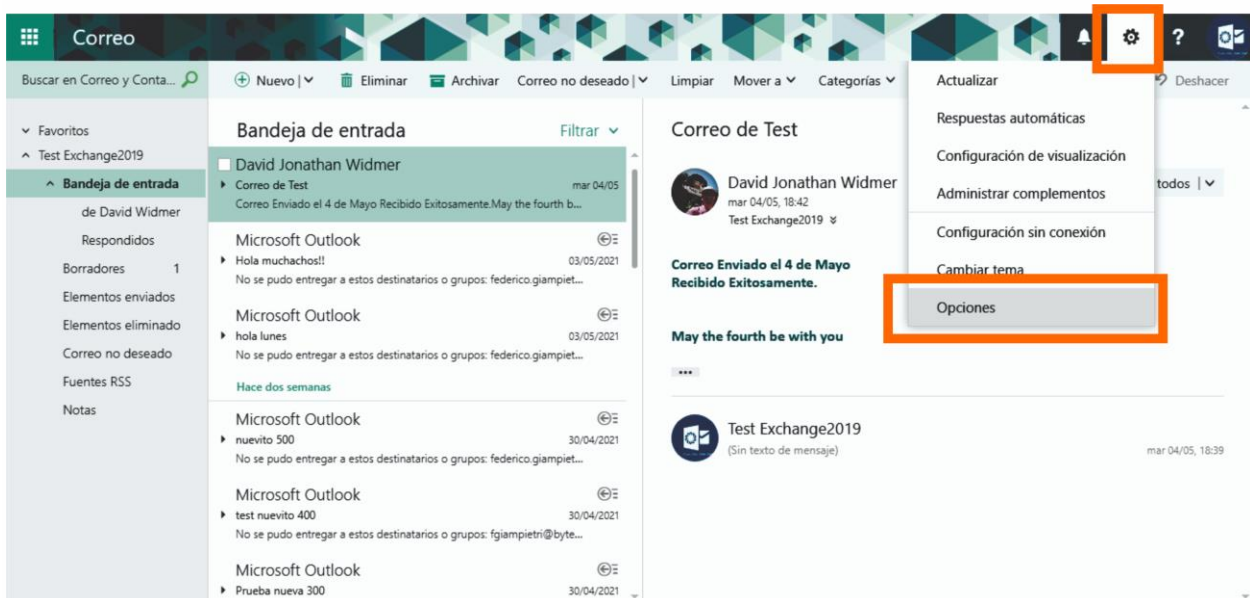 Correo
?
Buscar en Correo y Conta...
Nuevo | Eliminar Archivar Correo no deseado | Limpiar Mover a Categorías Deshacer
Favoritos
Test Exchange2019
Bandeja de entrada
de David Widmer
Respondidos
Borradores 1
Elementos enviados
Elementos eliminado
Correo no deseado
Fuentes RSS
Notas
Bandeja de entrada Filtrar
David Jonathan Widmer
Correo de Test mar 04/05
Correo Enviado el 4 de Mayo Recibido Exitosamente.May the fourth b...
Microsoft Outlook
Hola muchachos!! 03/05/2021
No se pudo entregar a estos destinatarios o grupos: federico.giampiet...
Microsoft Outlook
hola lunes 03/05/2021
No se pudo entregar a estos destinatarios o grupos: federico.giampiet...
Hace dos semanas
Microsoft Outlook
nuevito 500 30/04/2021
No se pudo entregar a estos destinatarios o grupos: federico.giampiet...
Microsoft Outlook
test nuevito 400 30/04/2021
No se pudo entregar a estos destinatarios o grupos: fgiampietri@byte...
Microsoft Outlook
Prueba nueva 300 30/04/2021
Correo de Test
David Jonathan Widmer
mar 04/05, 18:42
Test Exchange2019
todos |
Correo Enviado el 4 de Mayo
Recibido Exitosamente.
May the fourth be with you
...
Test Exchange2019
(Sin texto de mensaje) mar 04/05, 18:39
Actualizar
Respuestas automáticas
Configuración de visualización
Administrar complementos
Configuración sin conexión
Cambiar tema
Opciones